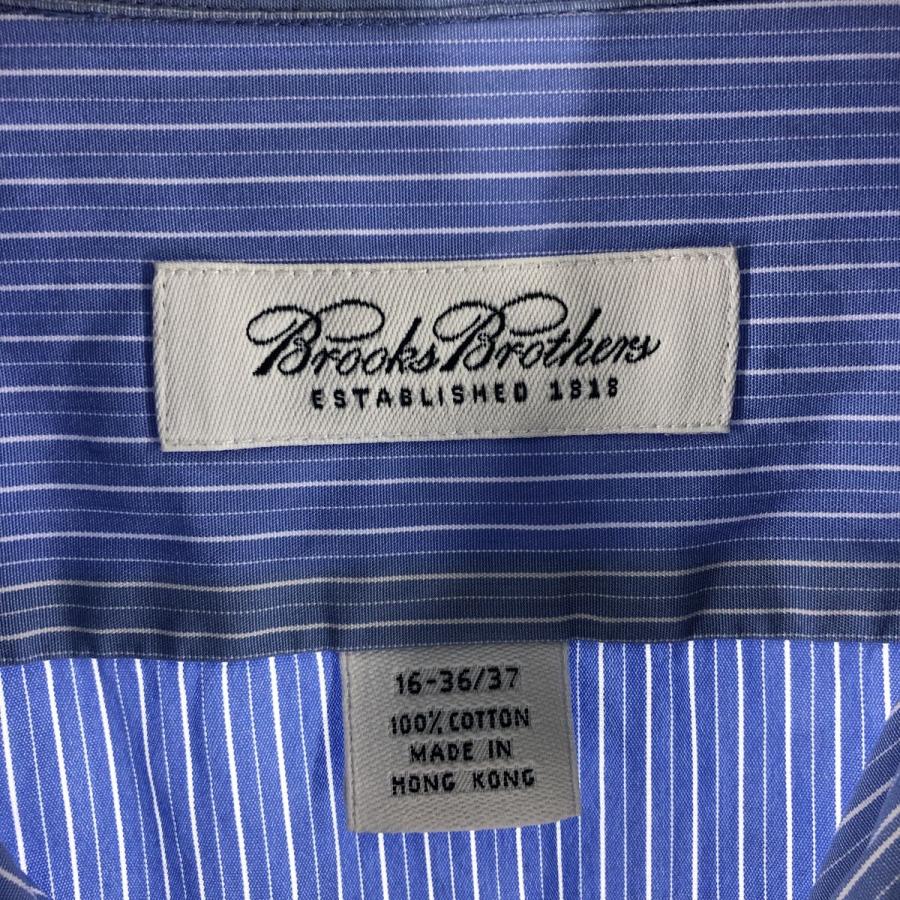 Brooks Brothers
ESTABLISHED 1818
16-36/37
100% COTTON
MADE IN
HONG KONG